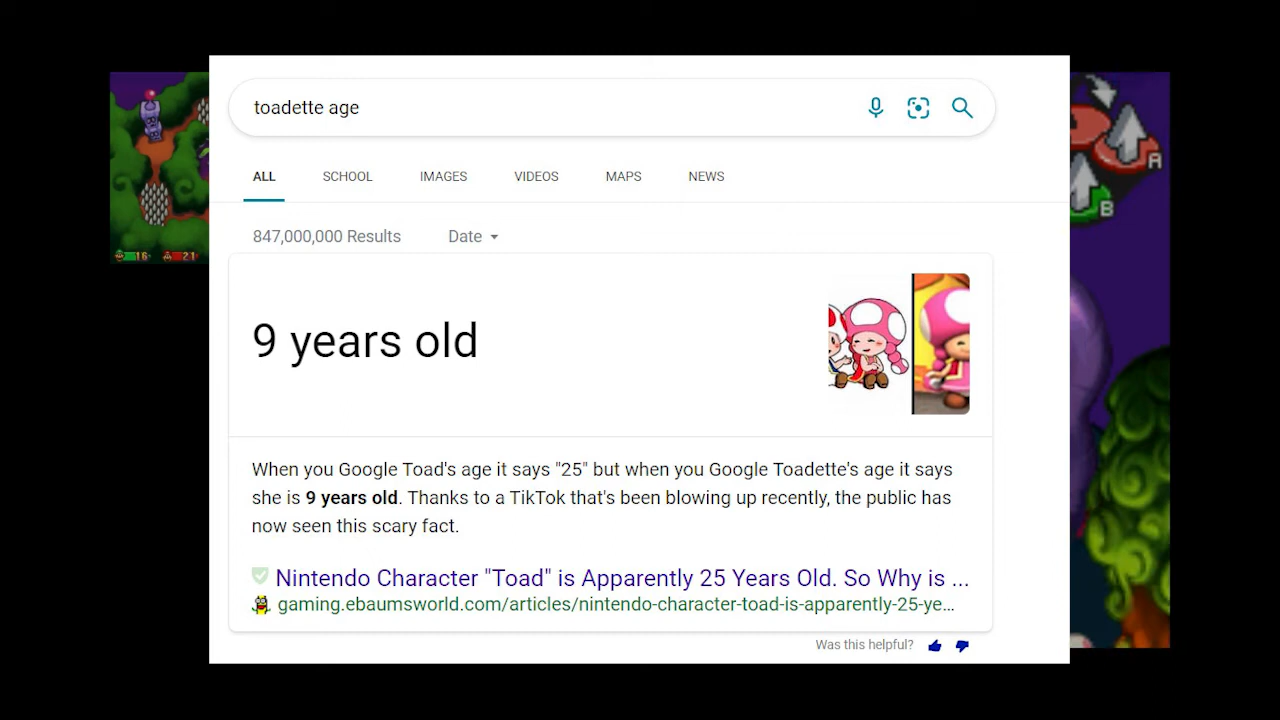 toadette age
ALL SCHOOL IMAGES VIDEOS MAPS NEWS
847,000,000 Results Date
9 years old
When you Google Toad's age it says "25" but when you Google Toadette's age it says
she is 9 years old. Thanks to a TikTok that's been blowing up recently, the public has
now seen this scary fact.
Nintendo Character "Toad" is Apparently 25 Years Old. So Why is ...
gaming.ebaumsworld.com/articles/nintendo-character-toad-is-apparently-25-ye...
Was this helpful?
16
21
A
B